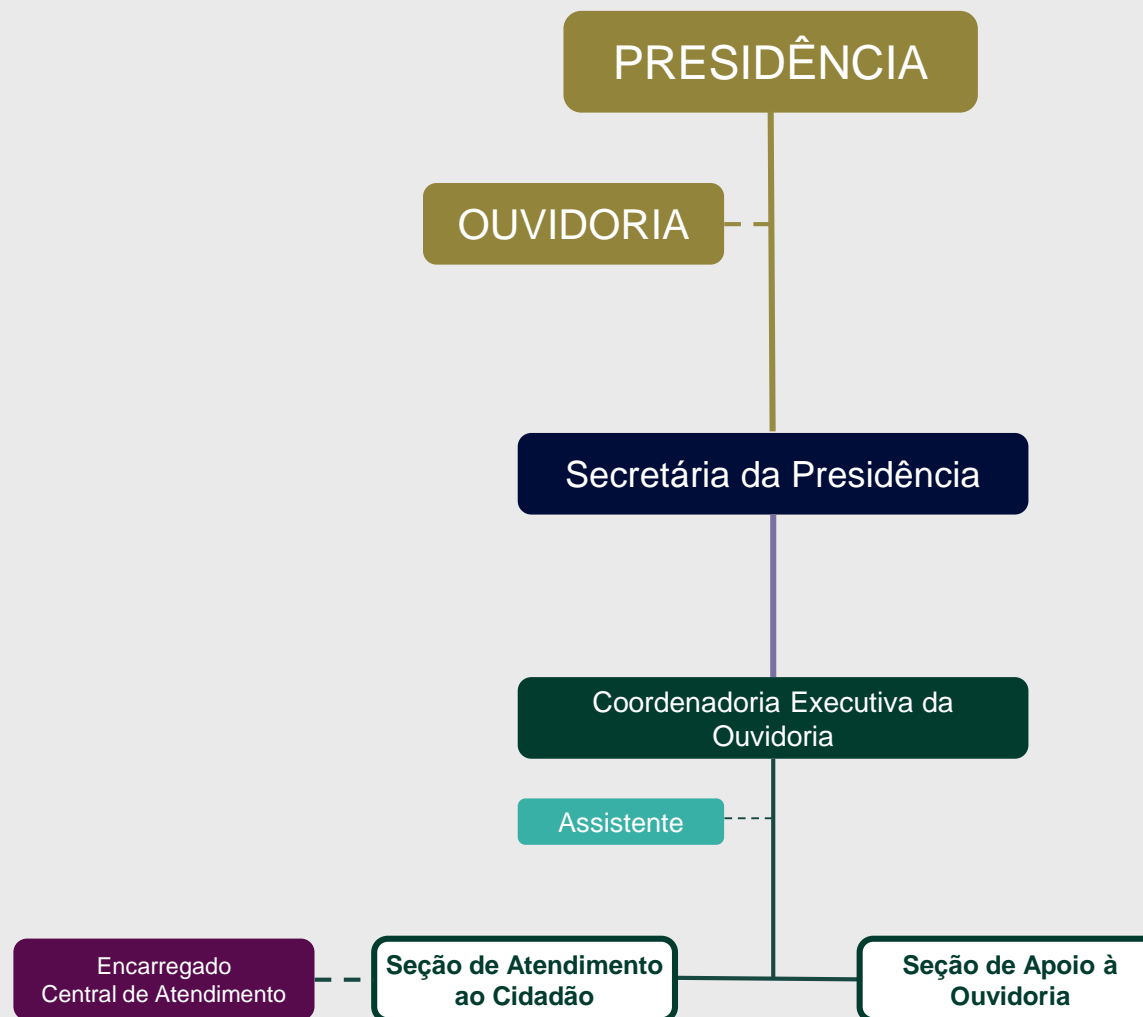 PRESIDÊNCIA
OUVIDORIA
Secretária da Presidência
Coordenadoria Executiva da
Ouvidoria
Assistente
Encarregado
Central de Atendimento
Seção de Atendimento
ao Cidadão
Seção de Apoio à
Ouvidoria